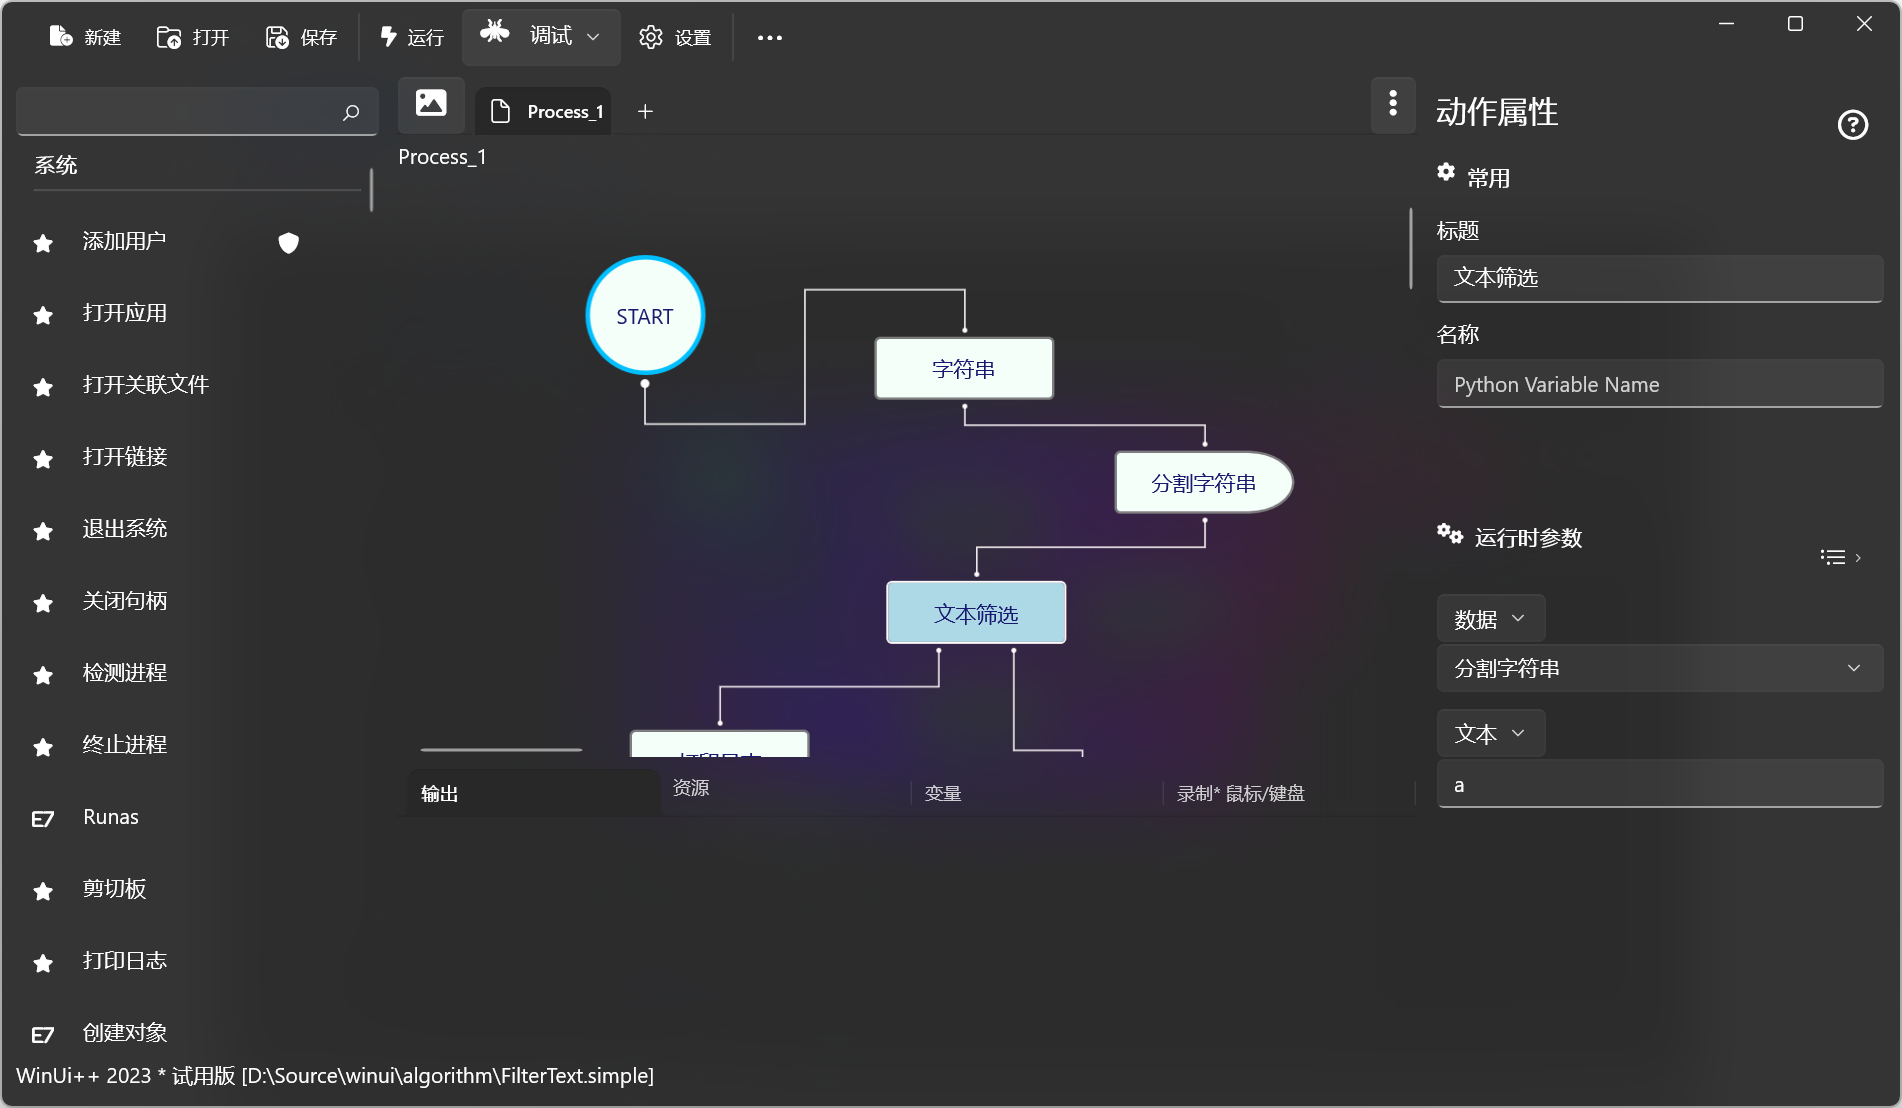 新建
打开
保存
运行
调试
设置
Process_1
Process_1
系统
添加用户
打开应用
打开关联文件
打开链接
退出系统
关闭句柄
检测进程
终止进程
E7 Runas
剪切板
打印日志
E7 创建对象
START
字符串
分割字符串
文本筛选
输出
资源
变量
录制* 鼠标/键盘
动作属性
常用
标题
文本筛选
名称
Python Variable Name
运行时参数
数据
分割字符串
文本
a
WinUi++ 2023 * 试用版 [D:\Source\winui\algorithm\FilterText.simple]